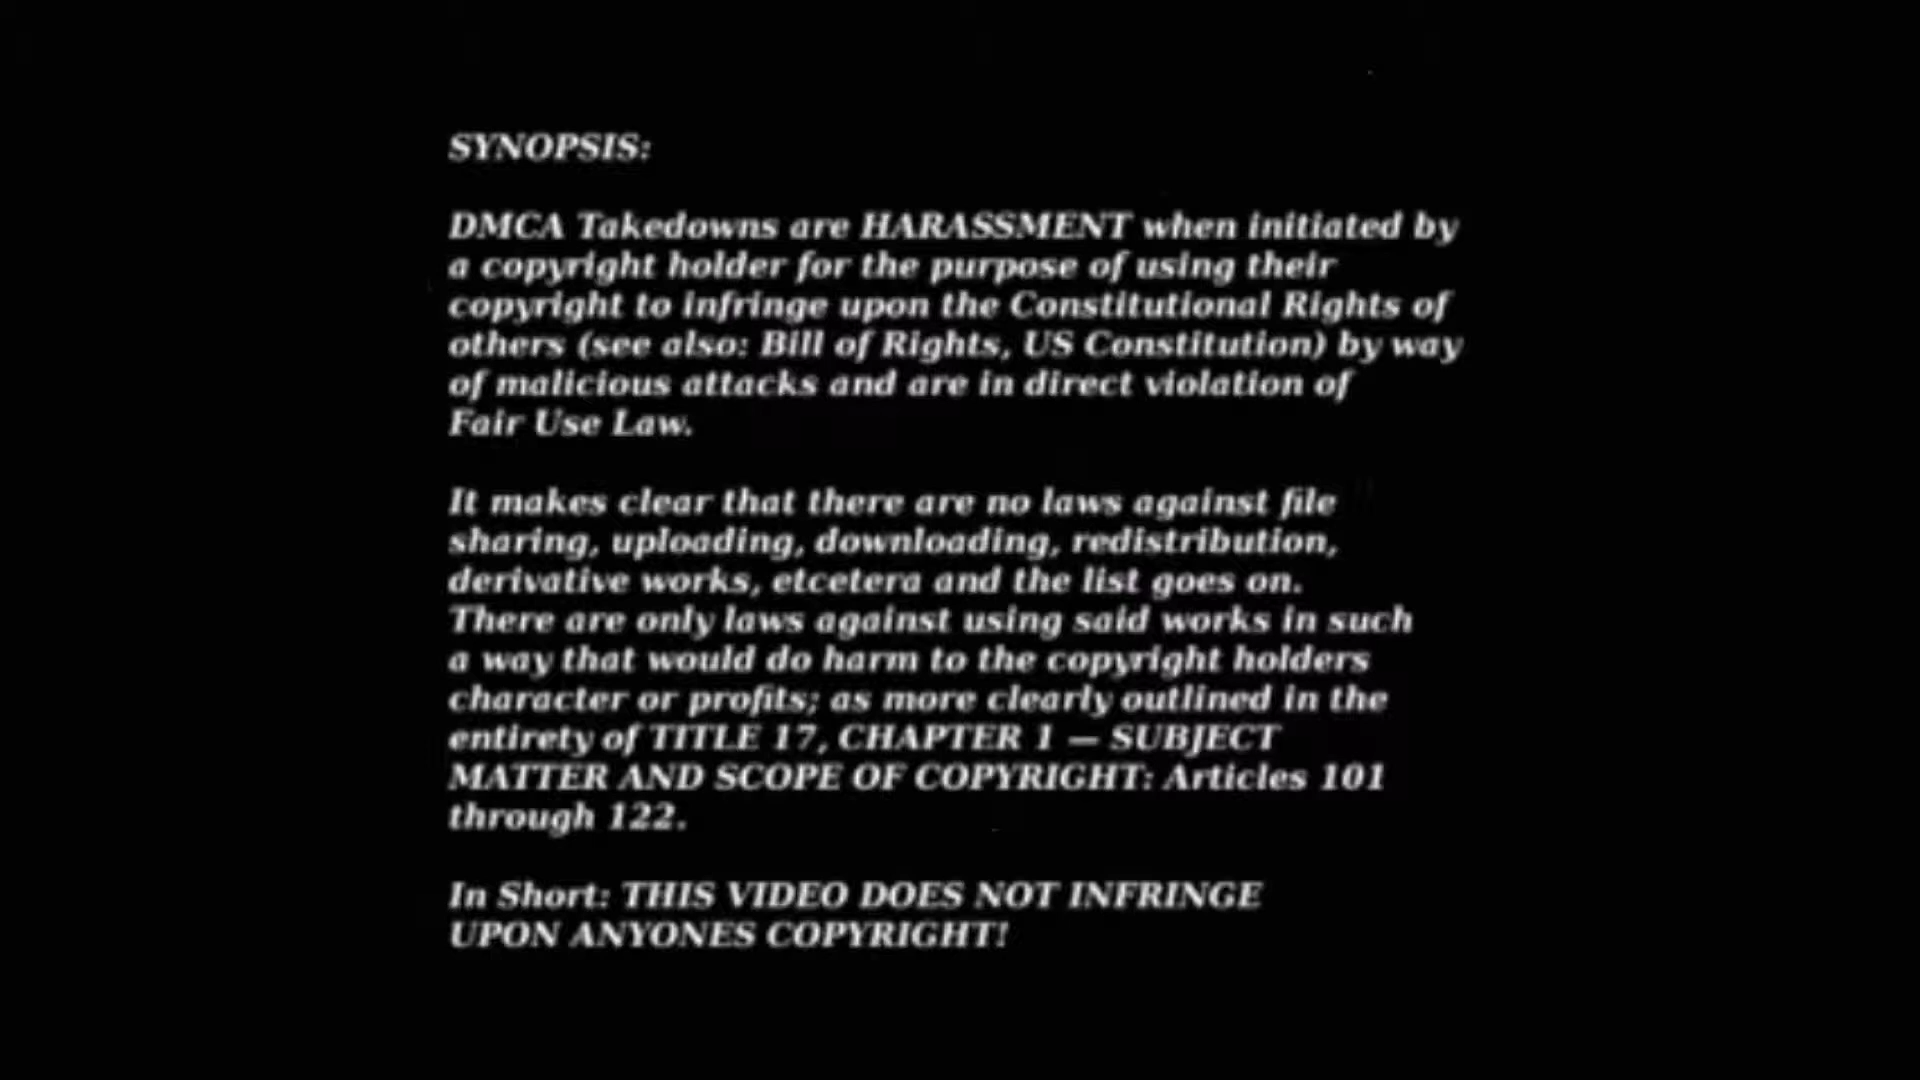 SYNOPSIS:
DMCA Takedowns are HARASSMENT when initiated by
a copyright holder for the purpose of using their
copyright to infringe upon the Constitutional Rights of
others (see also: Bill of Rights, US Constitution) by way
of malicious attacks and are in direct violation of
Fair Use Law.
It makes clear that there are no laws against file
sharing, uploading, downloading, redistribution,
derivative works, etcetera and the list goes on.
There are only laws against using said works in such
a way that would do harm to the copyright holders
character or profits; as more clearly outlined in the
entirety of TITLE 17, CHAPTER 1 — SUBJECT
MATTER AND SCOPE OF COPYRIGHT: Articles 101
through 122.
In Short: THIS VIDEO DOES NOT INFRINGE
UPON ANYONES COPYRIGHT!